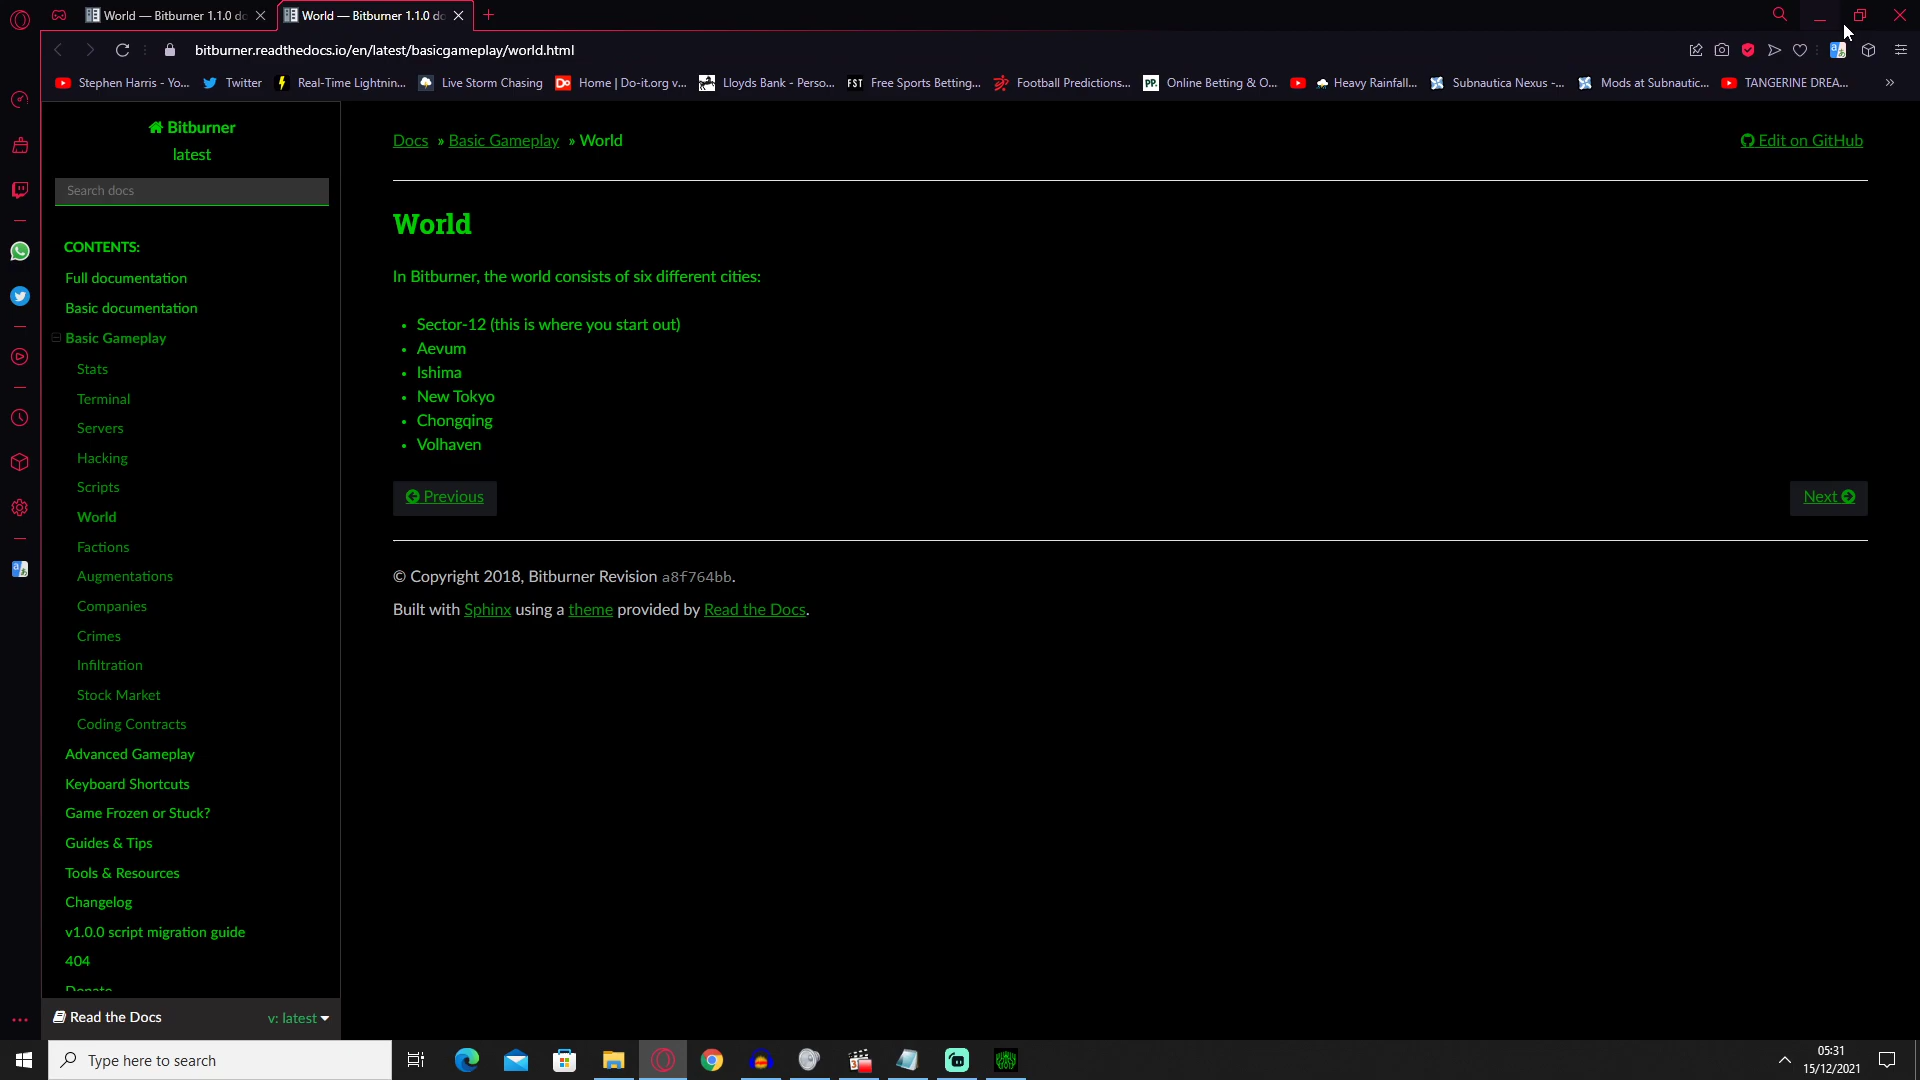 World — Bitburner 1.1.0 do
World — Bitburner 1.1.0 do
bitburner.readthedocs.io/en/latest/basicgameplay/world.html
Stephen Harris - Yo...
Twitter
Real-Time Lightnin...
Live Storm Chasing
Do
Home | Do-it.org v...
Lloyds Bank - Perso...
FST
Free Sports Betting...
Football Predictions...
PP.
Online Betting & O...
Heavy Rainfall...
Subnautica Nexus -...
Mods at Subnautic...
TANGERINE DREA...
»
Bitburner
latest
Search docs
CONTENTS:
Full documentation
Basic documentation
Basic Gameplay
Stats
Terminal
Servers
Hacking
Scripts
World
Factions
Augmentations
Companies
Crimes
Infiltration
Stock Market
Coding Contracts
Advanced Gameplay
Keyboard Shortcuts
Game Frozen or Stuck?
Guides & Tips
Tools & Resources
Changelog
v1.0.0 script migration guide
404
Donate
Read the Docs
v: latest
Docs » Basic Gameplay » World
Edit on GitHub
World
In Bitburner, the world consists of six different cities:
• Sector-12 (this is where you start out)
• Aevum
• Ishima
• New Tokyo
• Chongqing
• Volhaven
Previous
Next
© Copyright 2018, Bitburner Revision a8f764bb.
Built with Sphinx using a theme provided by Read the Docs.
Type here to search
05:31
15/12/2021